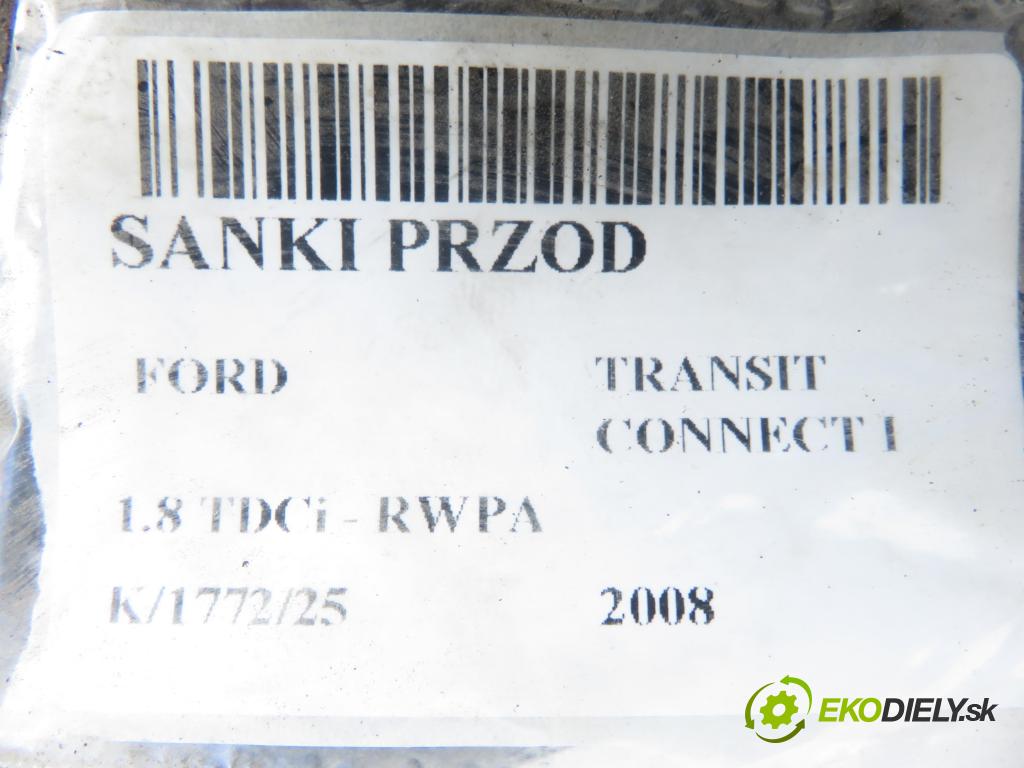 SANKI PRZOD
FORD
TRANSIT
CONNECT I
1.8 TDCi - RWPA
K/1772/25
2008
EKODIELY.sk